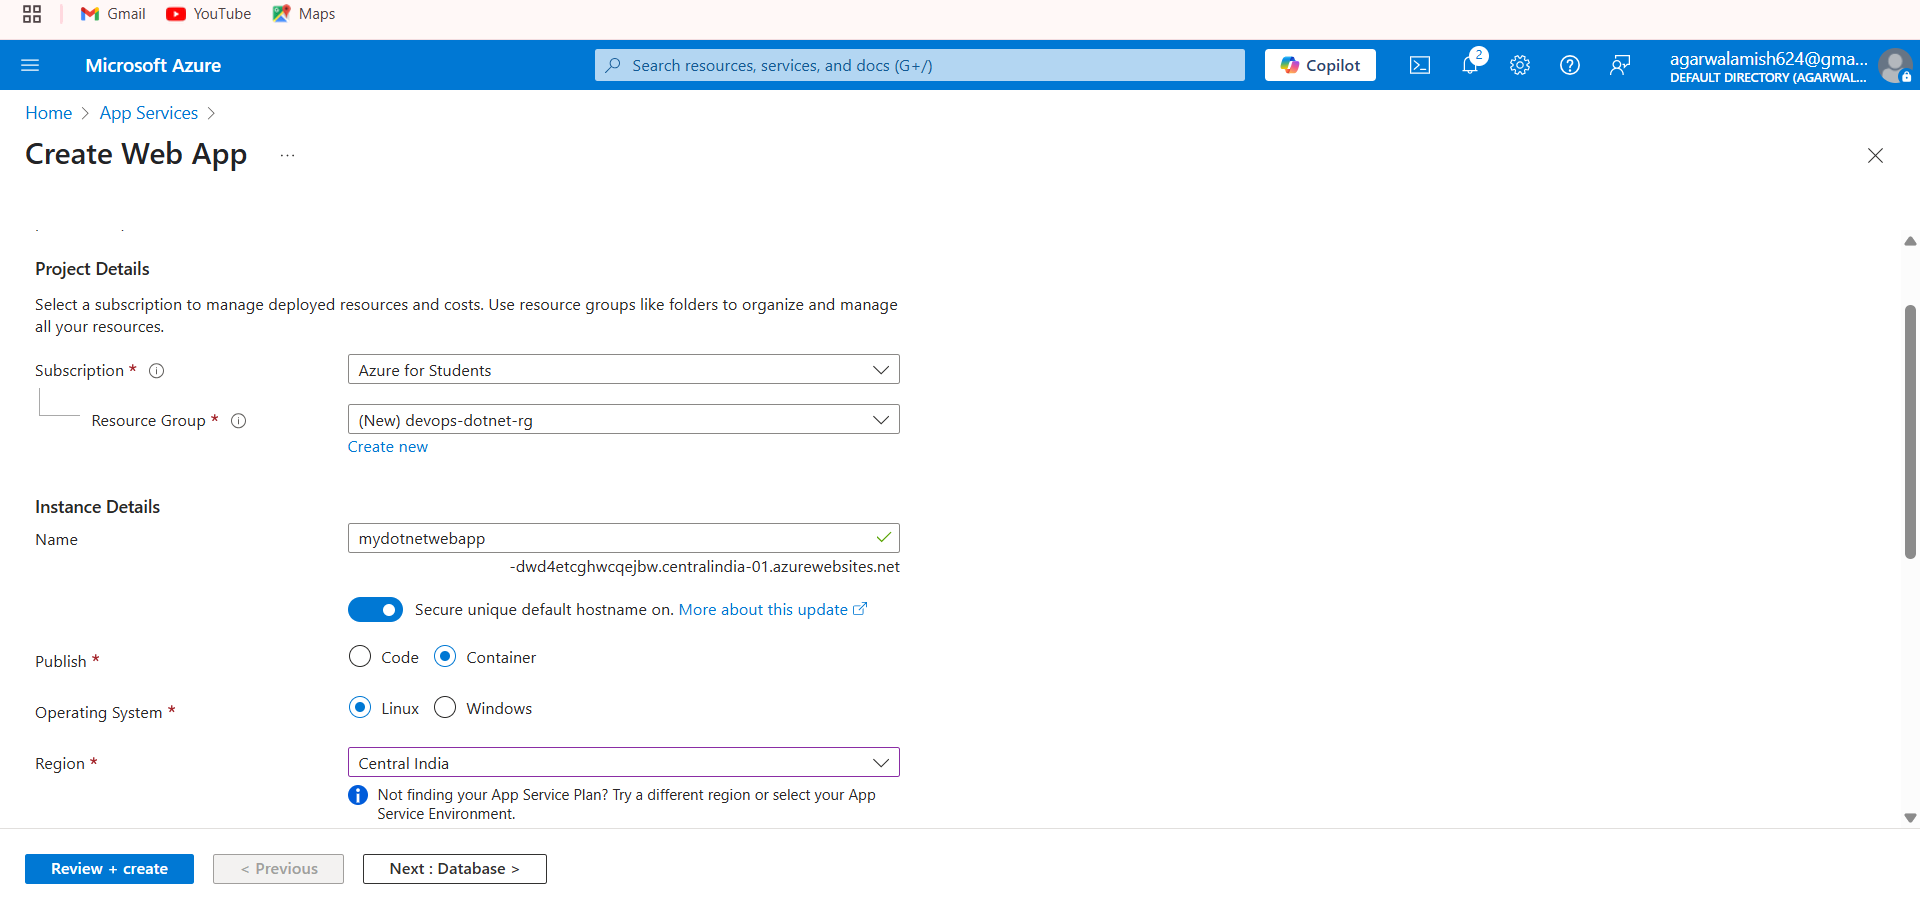 Gmail YouTube Maps
Microsoft Azure
Search resources, services, and docs (G+/)
Copilot
2
agarwalamish624@gma...
DEFAULT DIRECTORY (AGARWAL...
Home > App Services >
Create Web App ...
Project Details
Select a subscription to manage deployed resources and costs. Use resource groups like folders to organize and manage
all your resources.
Subscription * Azure for Students
Resource Group * (New) devops-dotnet-rg
Create new
Instance Details
Name mydotnetwebapp
-dwd4etcghwcqejbw.centralindia-01.azurewebsites.net
Secure unique default hostname on. More about this update
Publish * Code Container
Operating System * Linux Windows
Region * Central India
Not finding your App Service Plan? Try a different region or select your App
Service Environment.
Review + create < Previous Next : Database >